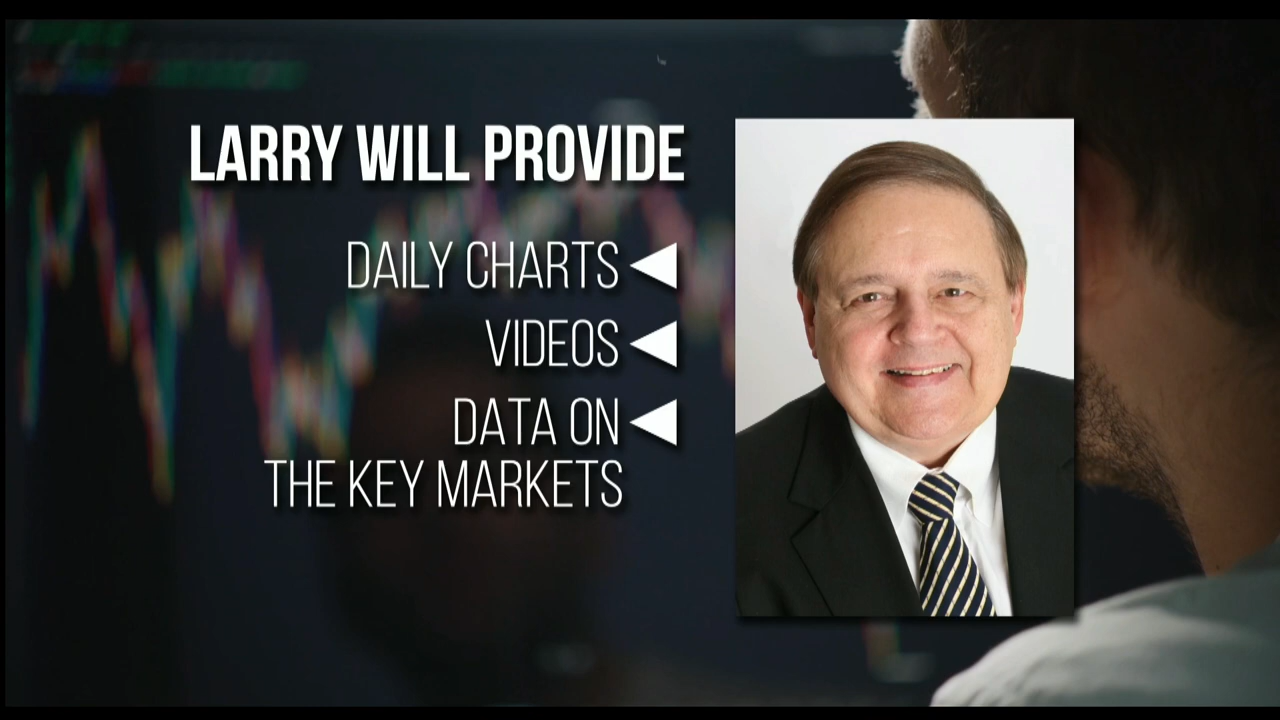 LARRY WILL PROVIDE
DAILY CHARTS
VIDEOS
DATA ON
THE KEY MARKETS